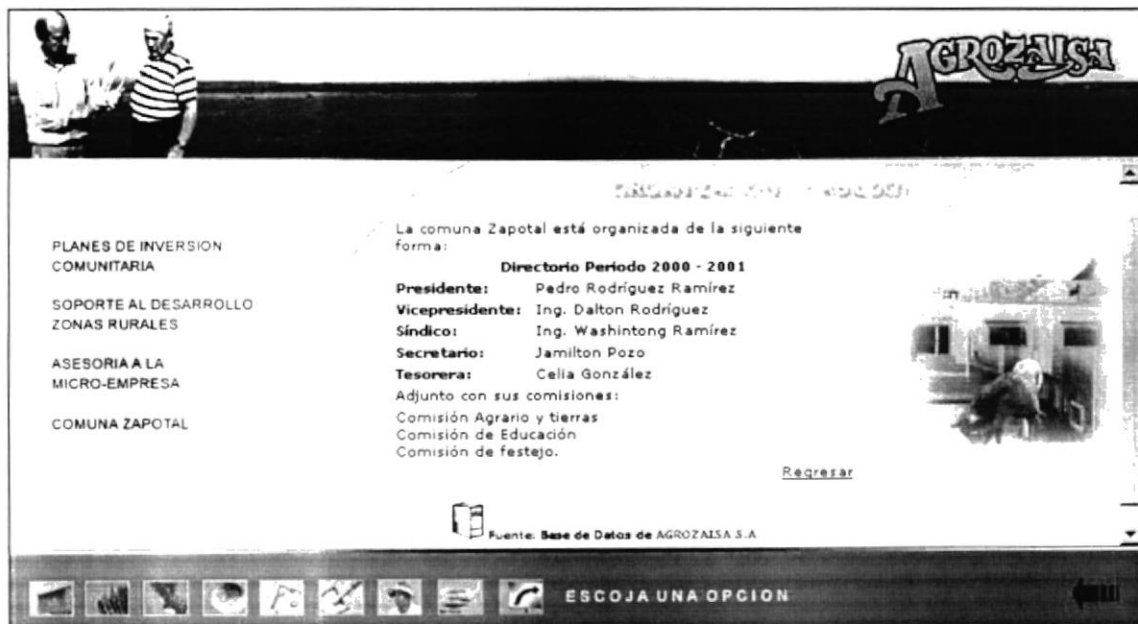 AGROZALSA
PLANES DE INVERSION
COMUNITARIA
SOPORTE AL DESARROLLO
ZONAS RURALES
ASESORIA A LA
MICRO-EMPRESA
COMUNA ZAPOTAL
La comuna Zapotal está organizada de la siguiente
forma:
Directorio Periodo 2000 - 2001
Presidente: Pedro Rodríguez Ramírez
Vicepresidente: Ing. Dalton Rodríguez
Síndico: Ing. Washintong Ramírez
Secretario: Jamilton Pozo
Tesorera: Celia González
Adjunto con sus comisiones:
Comisión Agrario y tierras
Comisión de Educación
Comisión de festejo.
Regresar
Fuente: Base de Datos de AGROZALSA S.A
ESCOJA UNA OPCION